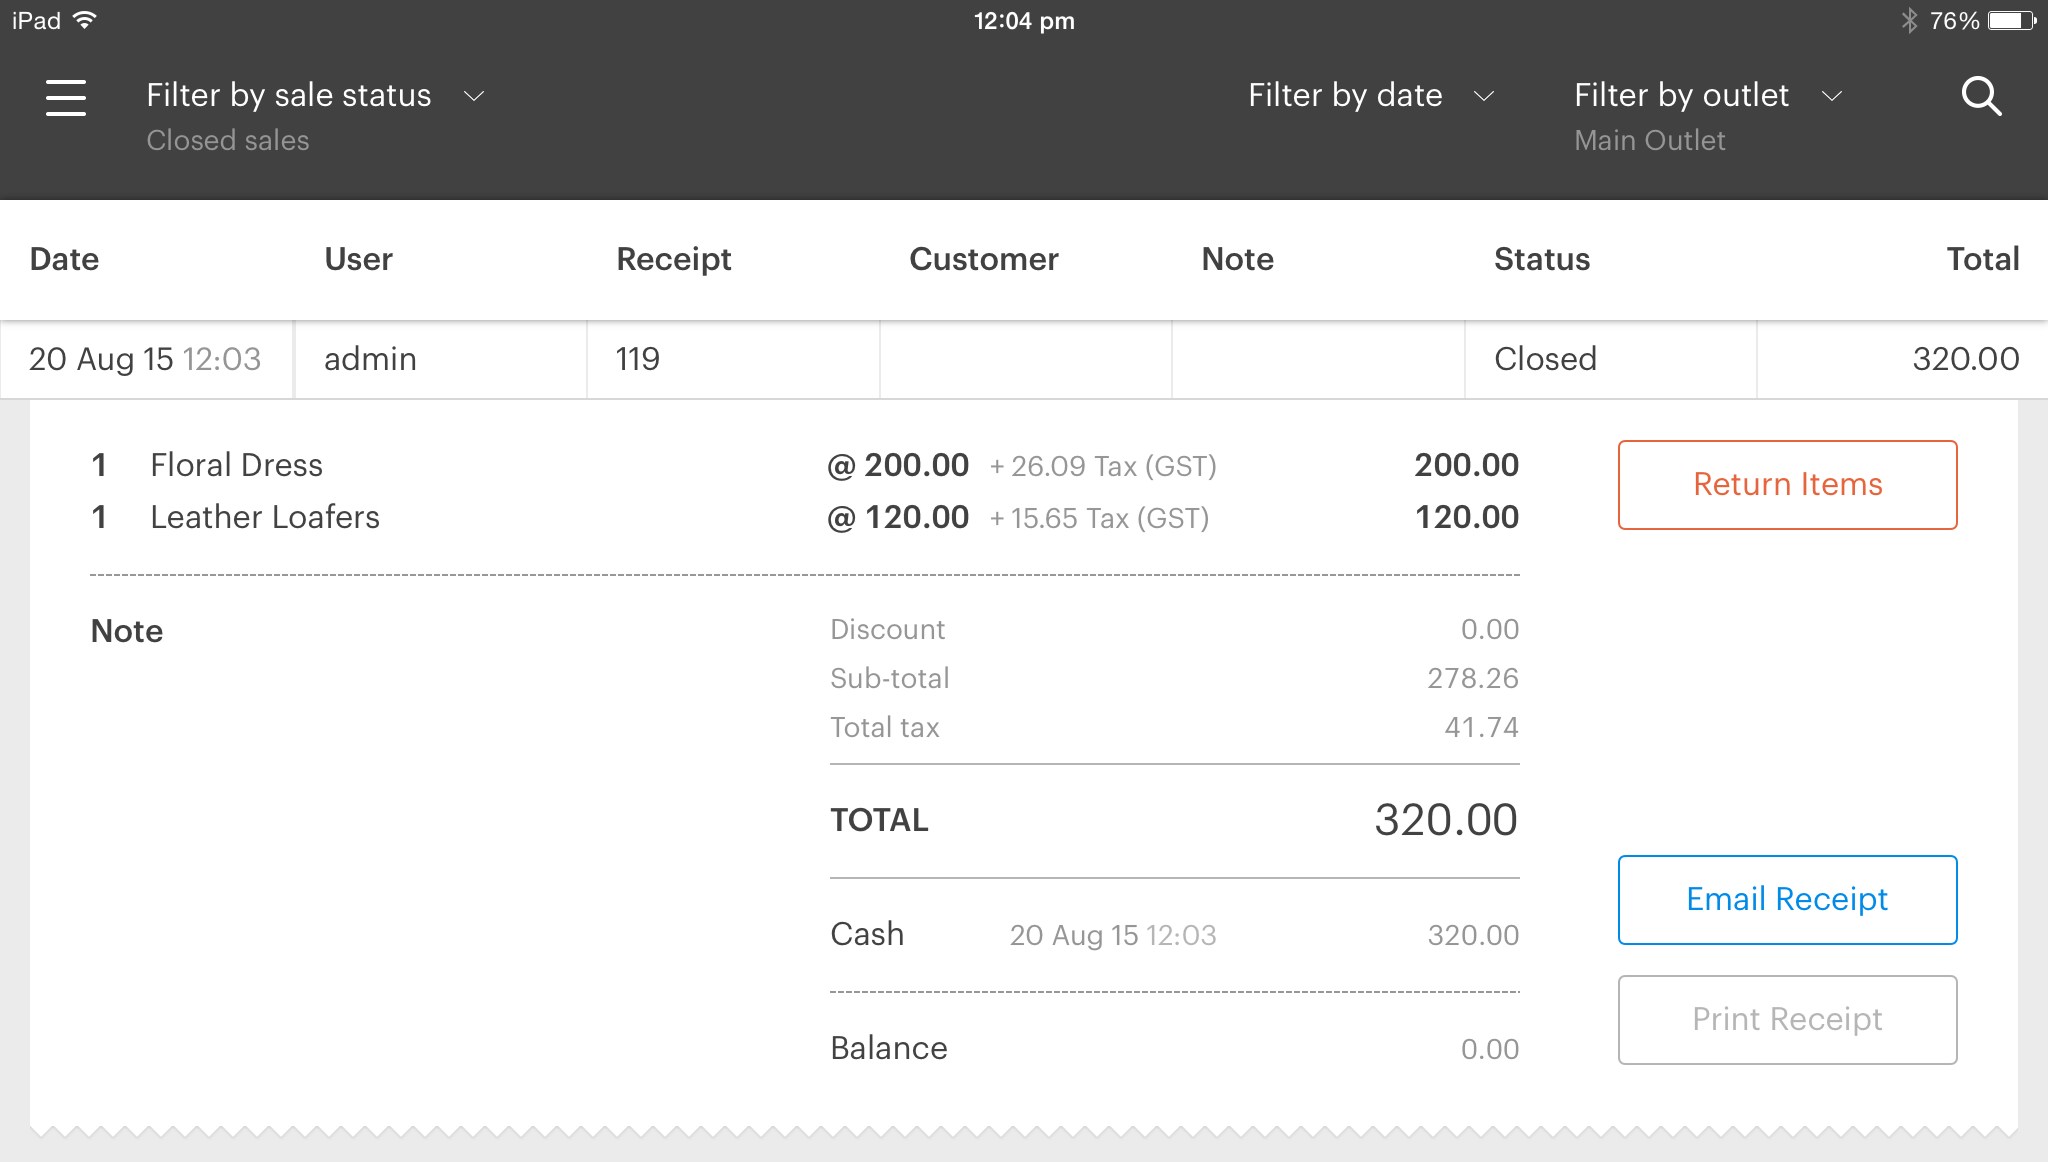 iPad 12:04 pm 76%
Filter by sale status Filter by date Filter by outlet
Closed sales Main Outlet
Date User Receipt Customer Note Status Total
20 Aug 15 12:03 admin 119 Closed 320.00
1 Floral Dress @ 200.00 + 26.09 Tax (GST) 200.00
Return Items
1 Leather Loafers @ 120.00 + 15.65 Tax (GST) 120.00
Note
Discount 0.00
Sub-total 278.26
Total tax 41.74
TOTAL 320.00
Email Receipt
Cash 20 Aug 15 12:03 320.00
Print Receipt
Balance 0.00